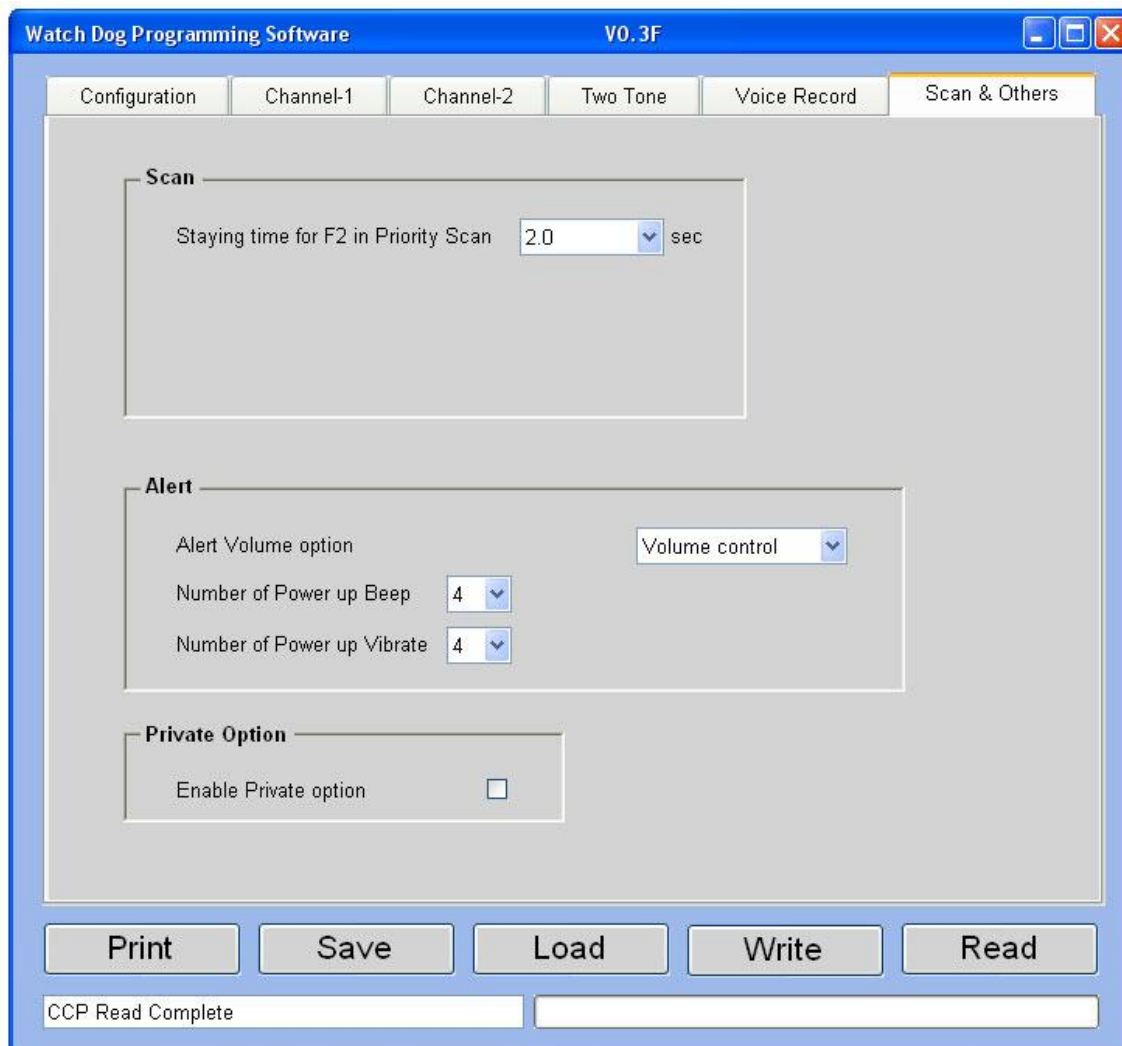 Watch Dog Programming Software V0.3F
Configuration Channel-1 Channel-2 Two Tone Voice Record Scan & Others
Scan
Staying time for F2 in Priority Scan 2.0 sec
Alert
Alert Volume option Volume control
Number of Power up Beep 4
Number of Power up Vibrate 4
Private Option
Enable Private option
Print Save Load Write Read
CCP Read Complete